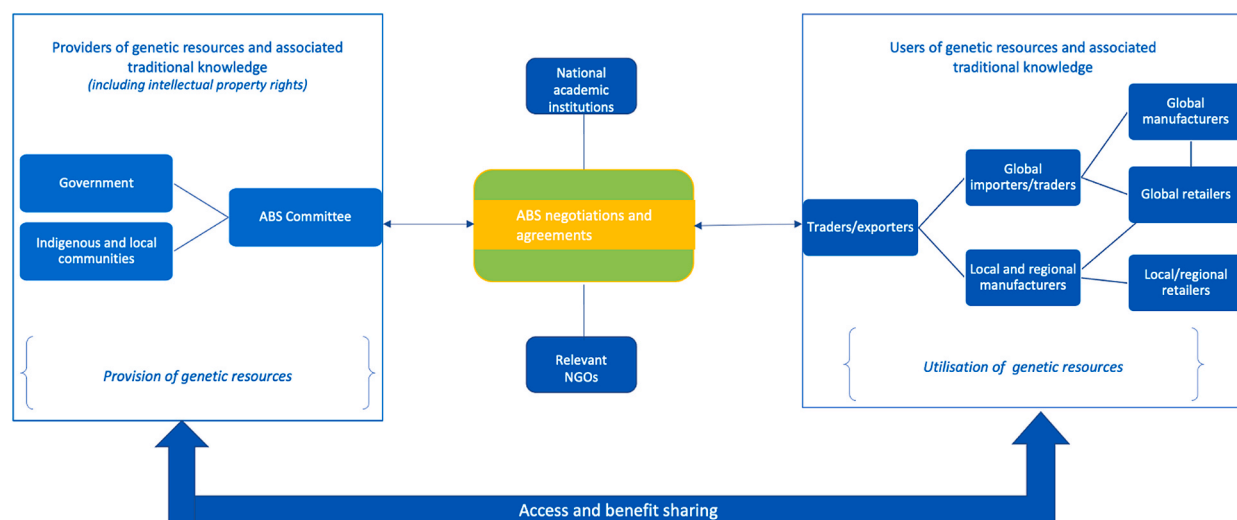 Providers of genetic resources and associated
traditional knowledge
(including intellectual property rights)
Government
Indigenous and local
communities
ABS Committee
Provision of genetic resources
National
academic
institutions
ABS negotiations and
agreements
Relevant
NGOs
Users of genetic resources and associated
traditional knowledge
Traders/exporters
Global
importers/traders
Local and regional
manufacturers
Global
manufacturers
Global retailers
Local/regional
retailers
Utilisation of genetic resources
Access and benefit sharing